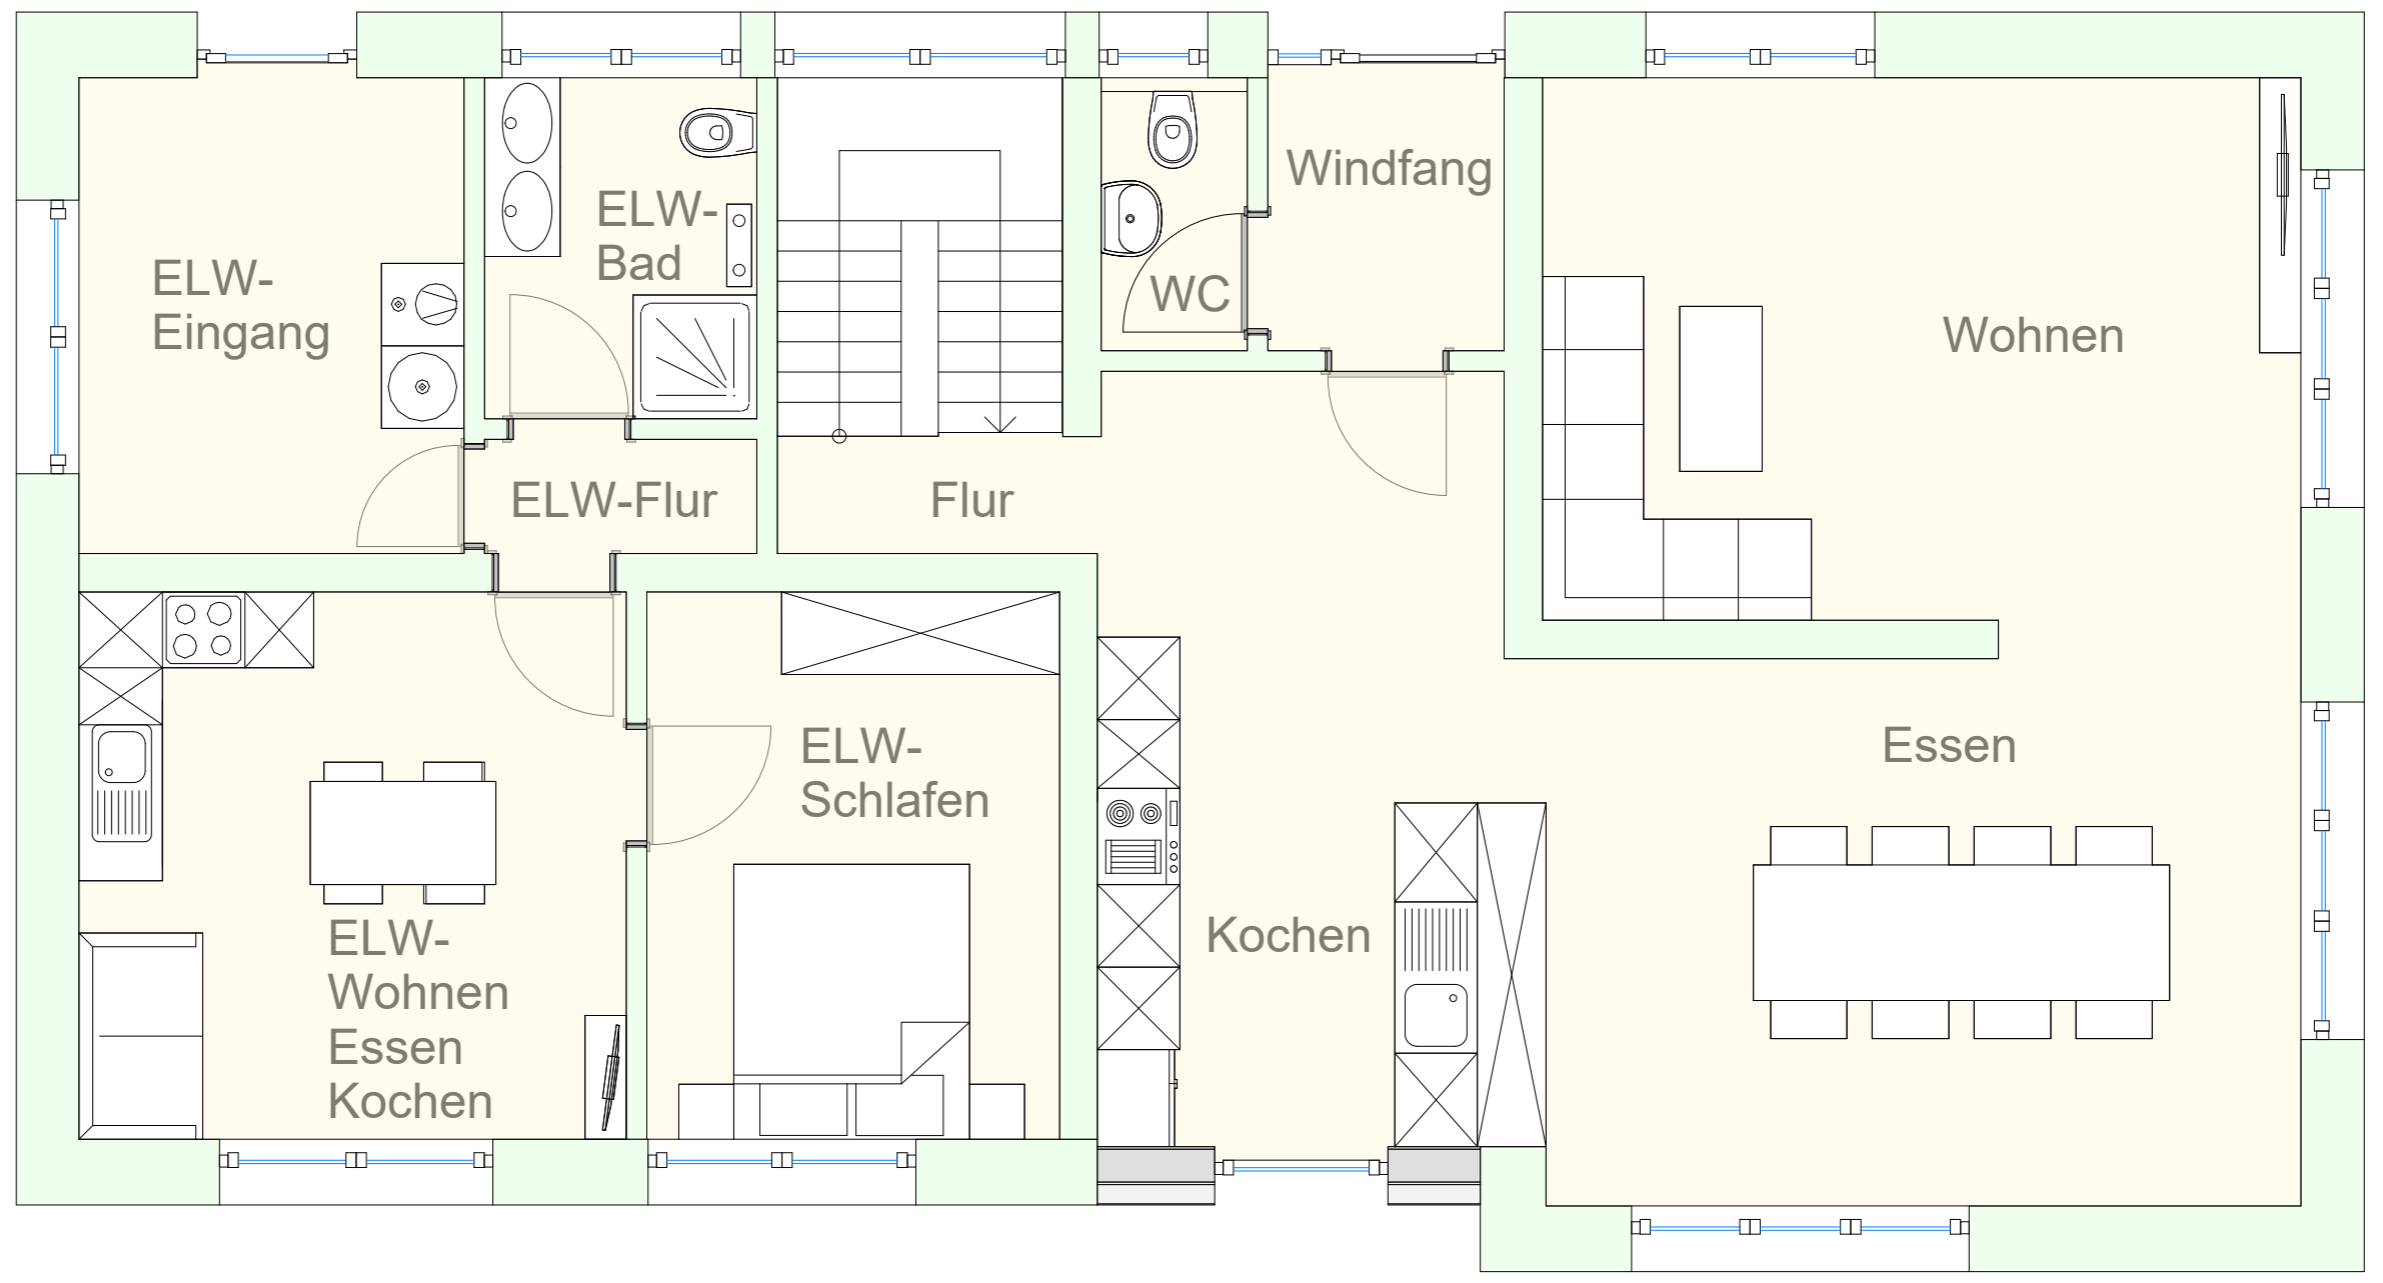 Windfang
ELW-
Bad
ELW-
Eingang
WC
Wohnen
ELW-Flur
Flur
ELW-
Schlafen
Essen
ELW-
Wohnen
Essen
Kochen
Kochen